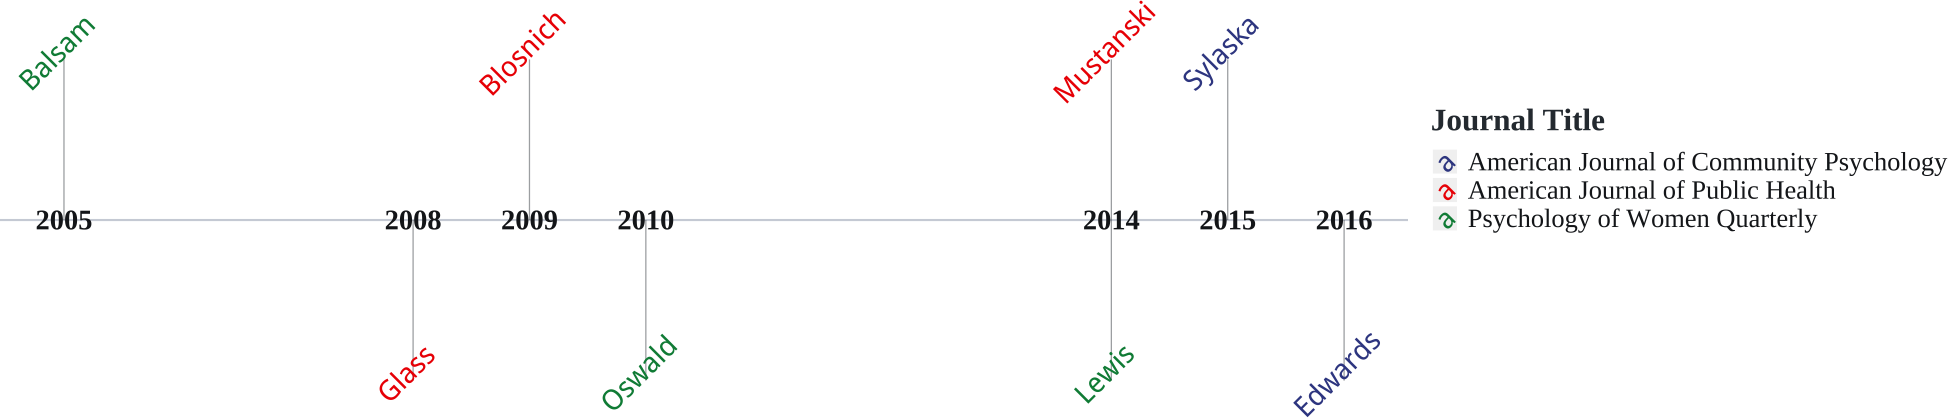 Balsam
Blosnich
Mustanski
Sylaska
2005
2008
2009
2010
2014
2015
2016
Glass
Oswald
Lewis
Edwards
Journal Title
a American Journal of Community Psychology
a American Journal of Public Health
a Psychology of Women Quarterly